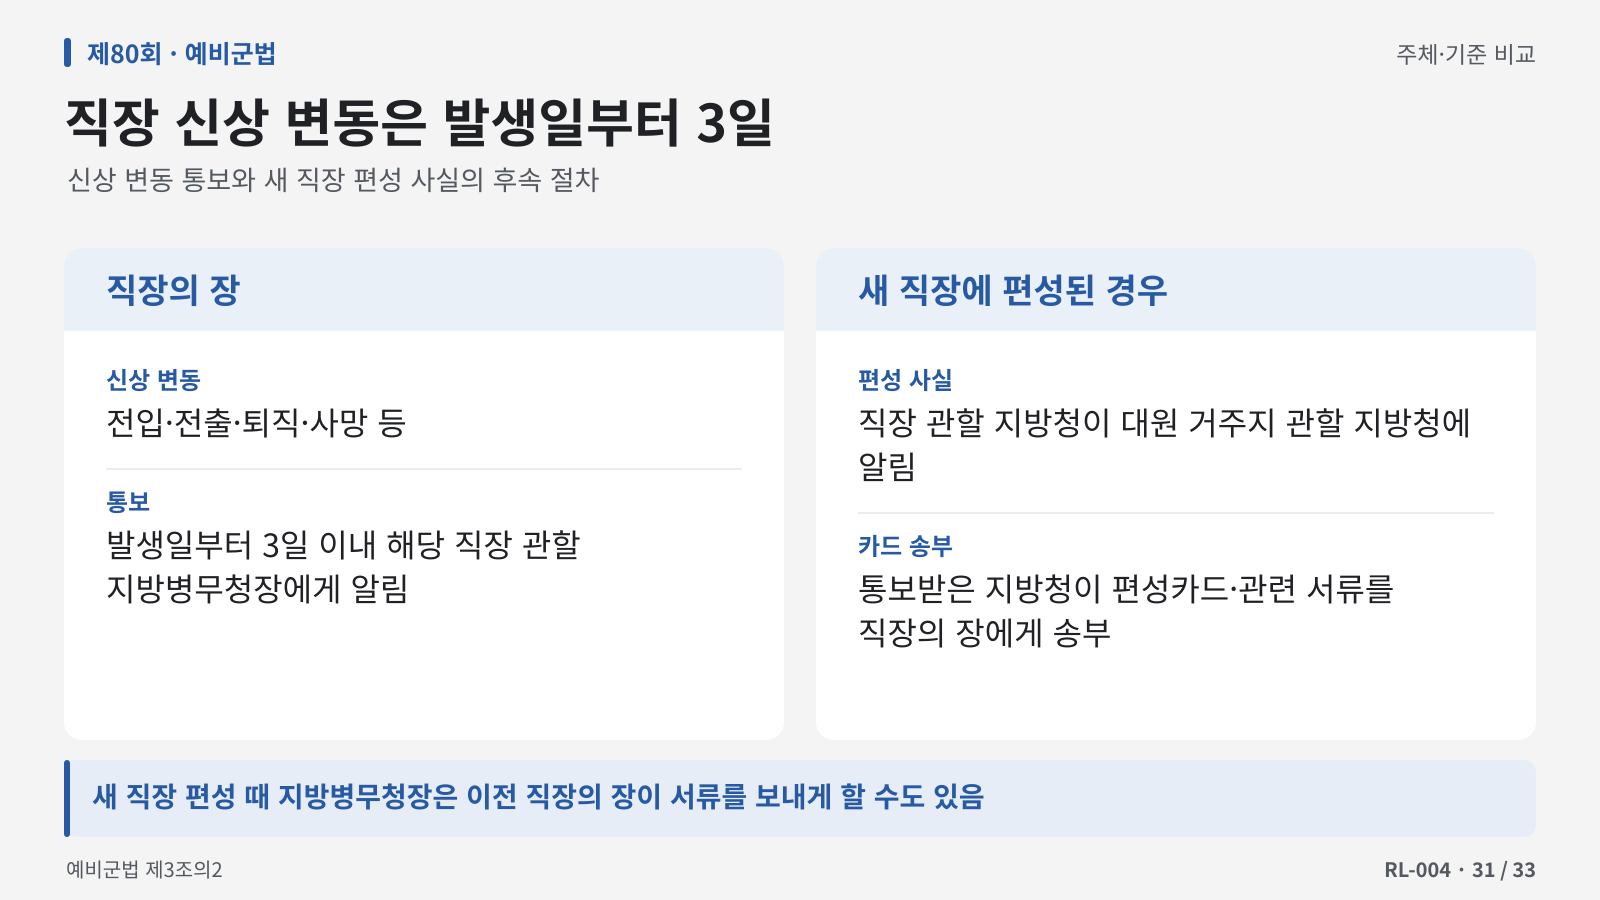 제80회 · 예비군법
주체·기준 비교
직장 신상 변동은 발생일부터 3일
신상 변동 통보와 새 직장 편성 사실의 후속 절차
직장의 장
신상 변동
전입·전출·퇴직·사망 등
통보
발생일부터 3일 이내 해당 직장 관할
지방병무청장에게 알림
새 직장에 편성된 경우
편성 사실
직장 관할 지방청이 대원 거주지 관할 지방청에
알림
카드 송부
통보받은 지방청이 편성카드·관련 서류를
직장의 장에게 송부
새 직장 편성 때 지방병무청장은 이전 직장의 장이 서류를 보내게 할 수도 있음
예비군법 제3조의2
RL-004 · 31 / 33